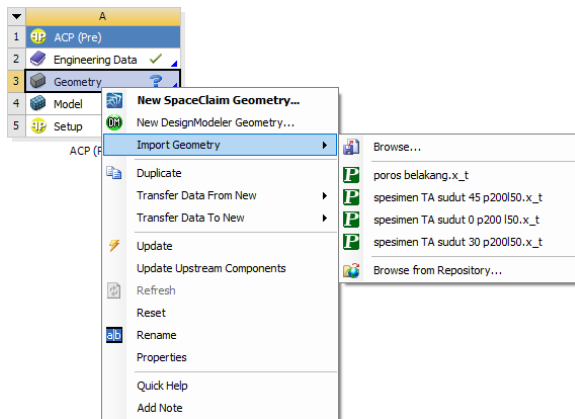 A
1 ACP (Pre)
2 Engineering Data
3 Geometry ?
4 Model
5 Setup
ACP (P
New SpaceClaim Geometry...
DM New DesignModeler Geometry...
Import Geometry
Duplicate
Transfer Data From New
Transfer Data To New
Update
Update Upstream Components
Refresh
Reset
a|b Rename
Properties
Quick Help
Add Note
Browse...
P poros belakang.x_t
P spesimen TA sudut 45 p200l50.x_t
P spesimen TA sudut 0 p200 l50.x_t
P spesimen TA sudut 30 p200l50.x_t
Browse from Repository...